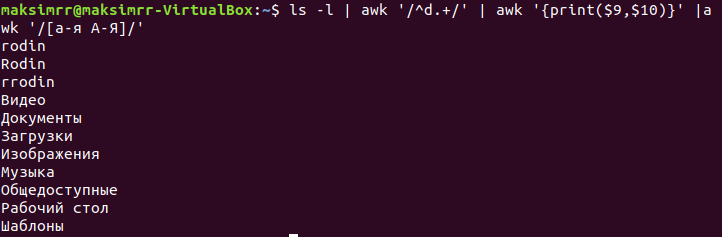 maksimrr@maksimrr-VirtualBox:~$ ls -l | awk '/^d.+/' | awk '{print($9,$10)}' |a
wk '/[а-я А-Я]/'
rodin
Rodin
rrodin
Видео
Документы
Загрузки
Изображения
Музыка
Общедоступные
Рабочий стол
Шаблоны